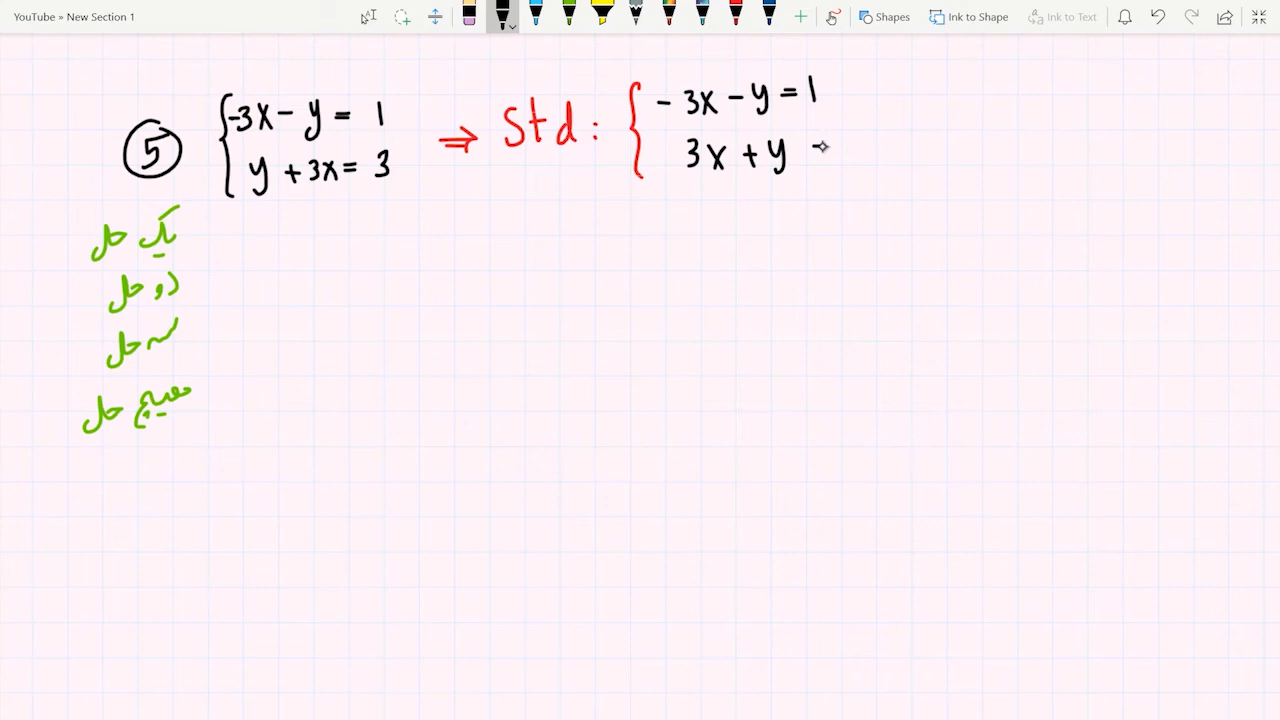 YouTube » New Section 1
Shapes
Ink to Shape
Ink to Text
5
-3x - y = 1
y + 3x = 3
⇒ Std:
- 3x - y = 1
3x + y
یک حل
دو حل
سه حل
هیچ حل